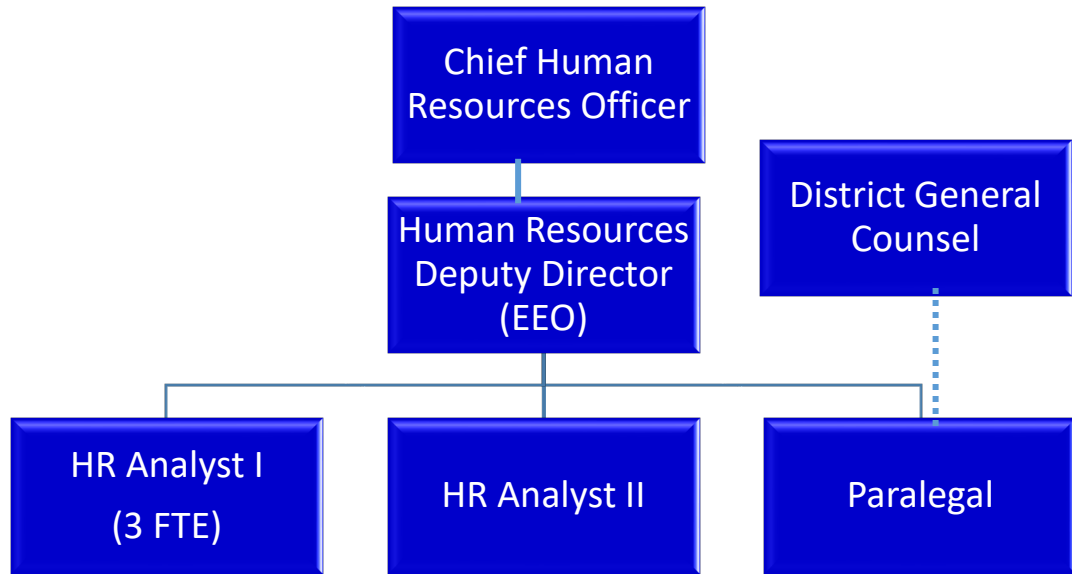 Chief Human
Resources Officer
District General
Counsel
Human Resources
Deputy Director
(EEO)
HR Analyst I
(3 FTE)
HR Analyst II
Paralegal